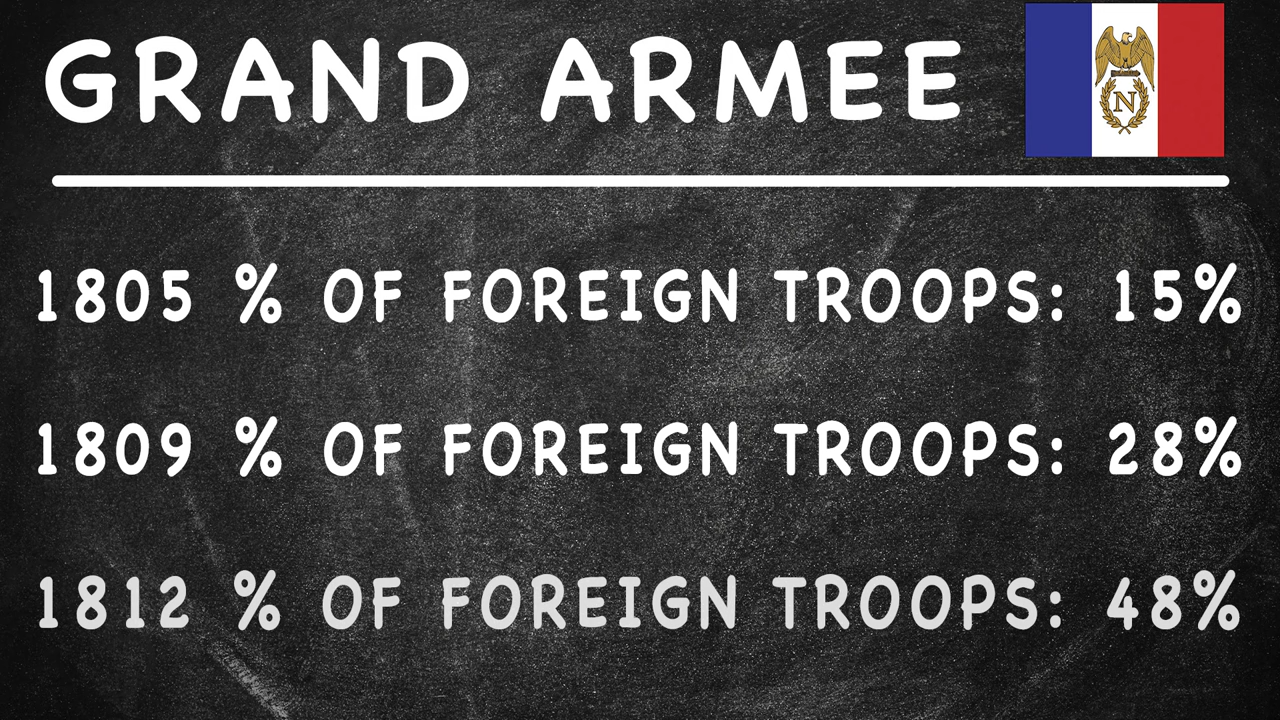 GRAND ARMEE
N
1805 % OF FOREIGN TROOPS: 15%
1809 % OF FOREIGN TROOPS: 28%
1812 % OF FOREIGN TROOPS: 48%